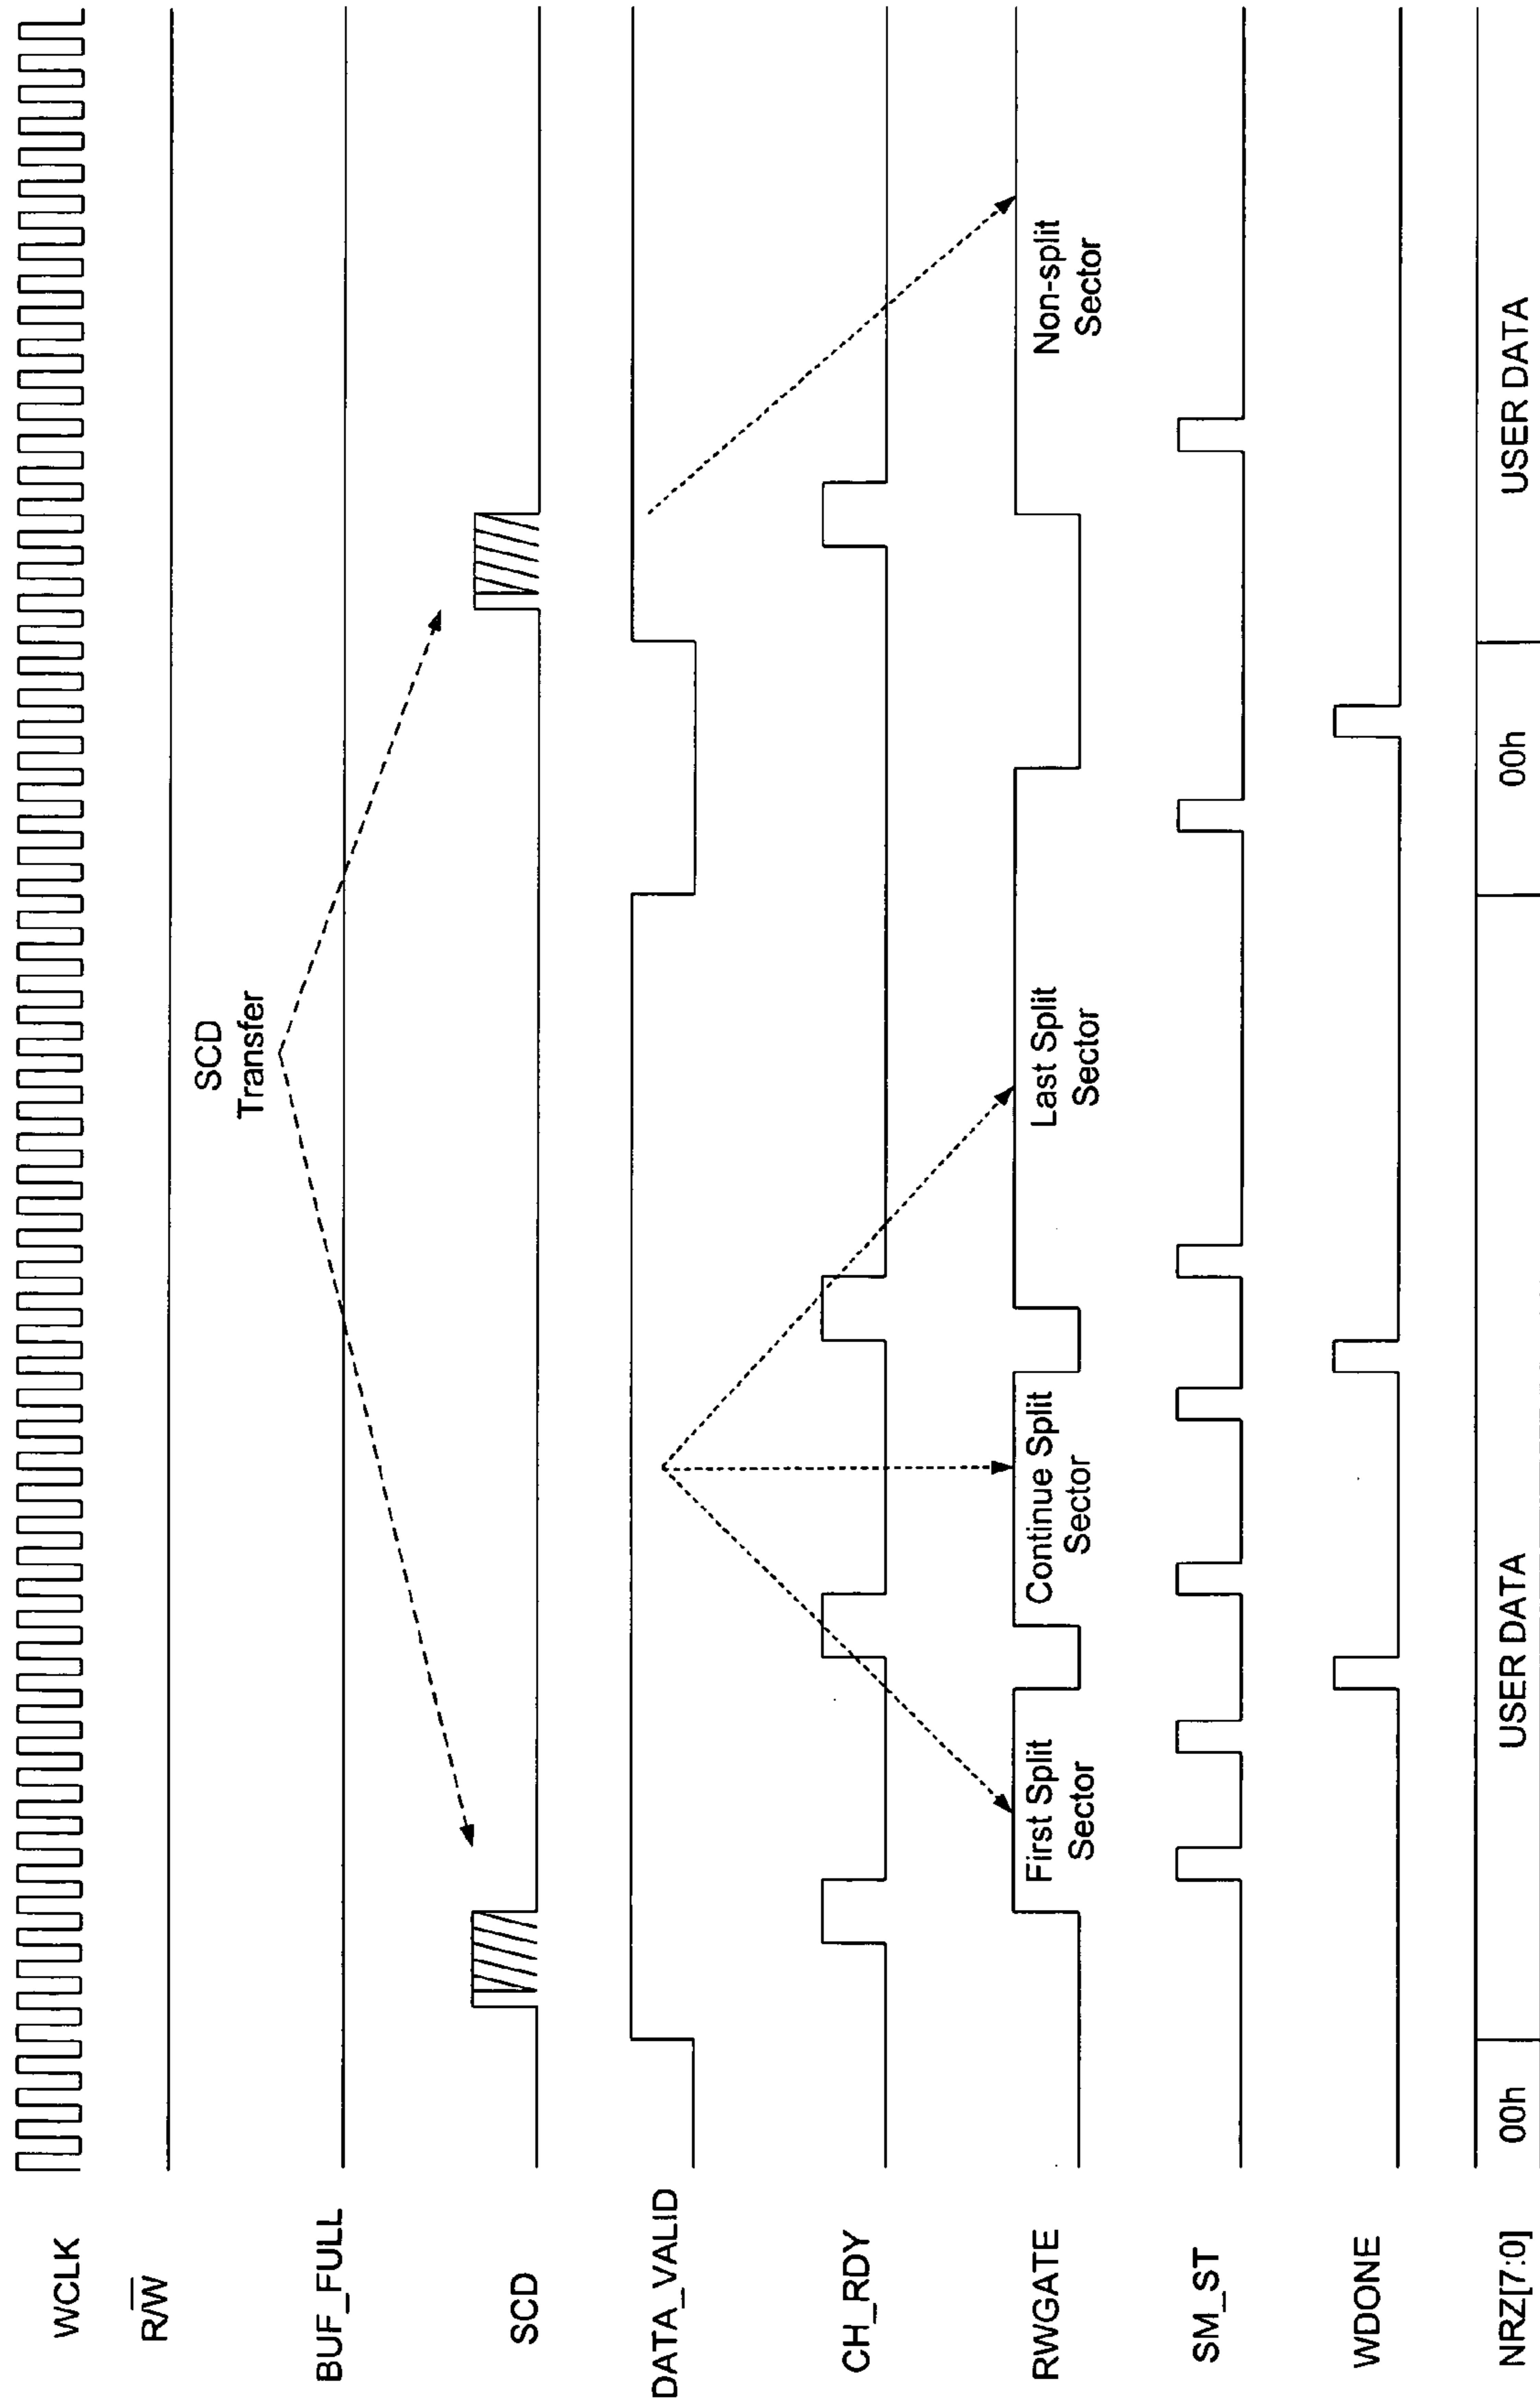 WCLK
R/W
SCD
Transfer
BUF_FULL
SCD
DATA_VALID
CH_RDY
RWGATE
First Split
Sector
Continue Split
Sector
Last Split
Sector
Non-split
Sector
SM_ST
WDONE
NRZ[7:0]
00h
USER DATA
00h
USER DATA